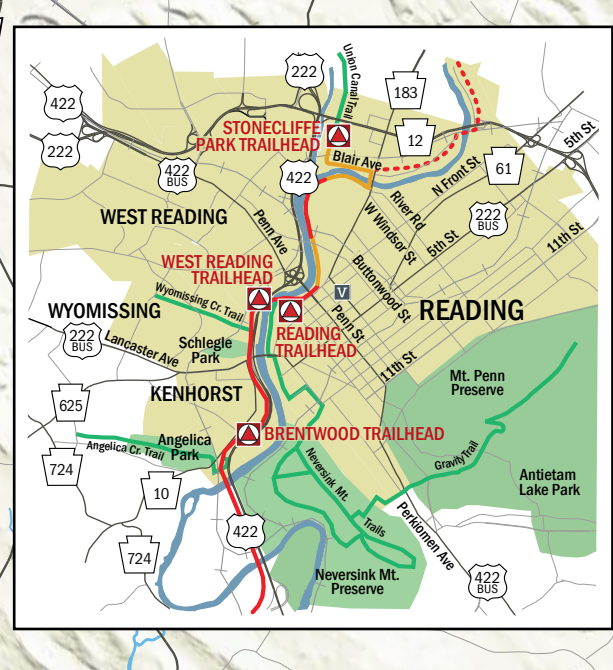 222
Union Canal Trail
183
422
STONECLIFFE
PARK TRAILHEAD
12
5th St
222
Blair Ave
422
BUS
422
61
N Front St
River Rd
222
BUS
WEST READING
Penn Ave
W Windsor St
5th St
11th St
WEST READING
TRAILHEAD
Buttonwood St
Wyomissing Cr. Trail
V
WYOMISSING
READING
Penn St
222
BUS
Lancaster Ave
Schlegle
Park
READING
TRAILHEAD
11th St
Mt. Penn
Preserve
KENHORST
625
BRENTWOOD TRAILHEAD
Angelica Cr. Trail
Angelica
Park
724
Gravity Trail
Neversink Mt.
Trails
Antietam
Lake Park
10
Perkiomen Ave
422
724
Neversink Mt.
Preserve
422
BUS